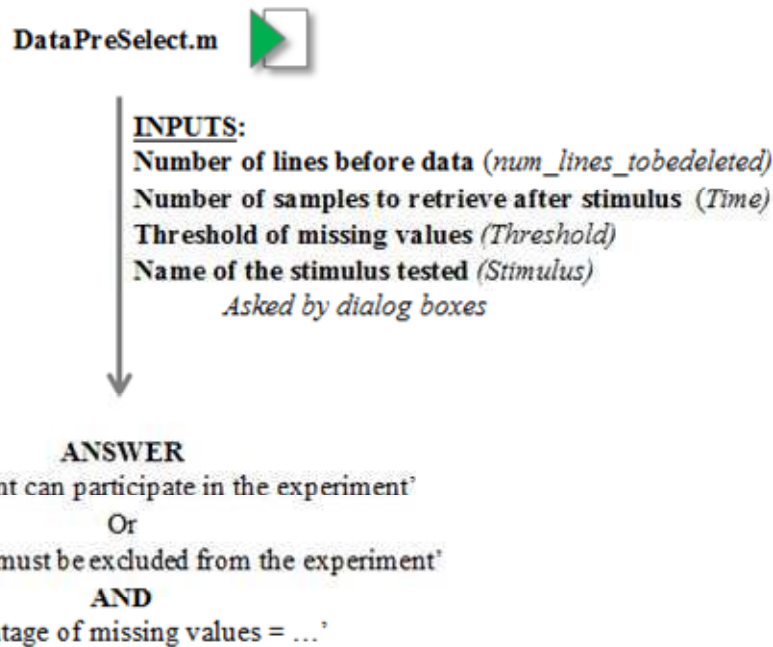 DataPreSelect.m
INPUTS:
Number of lines before data (num_lines_tobedeleted)
Number of samples to retrieve after stimulus (Time)
Threshold of missing values (Threshold)
Name of the stimulus tested (Stimulus)
Asked by dialog boxes
ANSWER
can participate in the experiment’
Or
must be excluded from the experiment’
AND
of missing values = …’